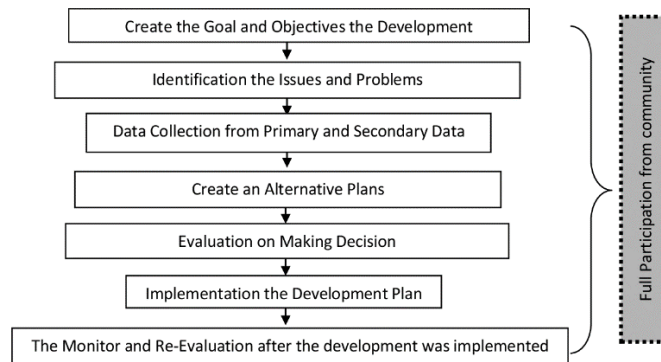 Create the Goal and Objectives the Development
Identification the Issues and Problems
Data Collection from Primary and Secondary Data
Create an Alternative Plans
Evaluation on Making Decision
Implementation the Development Plan
The Monitor and Re-Evaluation after the development was implemented
Full Participation from community